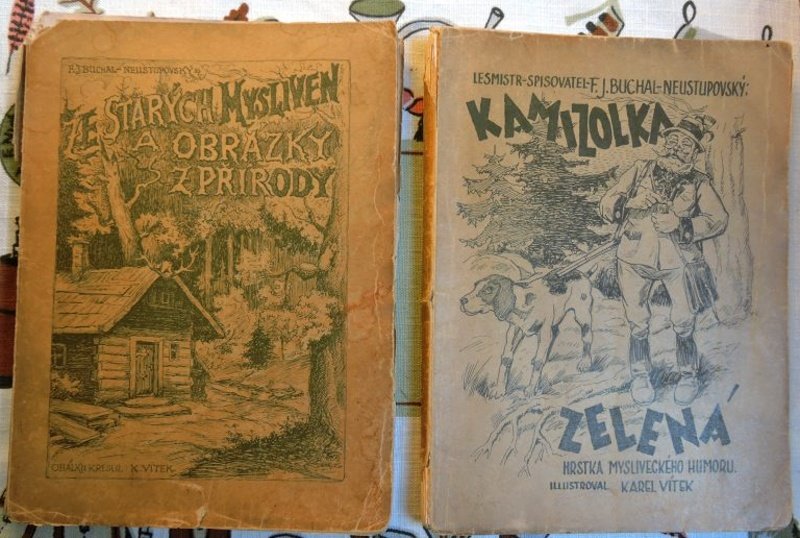 F.J. BUCHAL-NEUSTUPOVSKÝ:
ZE STARÝCH MYSLIVEN
A OBRÁZKY
Z PŘÍRODY
OBÁLKU KRESLIL K. VÍTEK.
LESMISTR-SPISOVATEL-F. J. BUCHAL-NEUSTUPOVSKÝ:
KAMIZOLKA
ZELENÁ
HRSTKA MYSLIVECKÉHO HUMORU.
ILLUSTROVAL KAREL VÍTEK